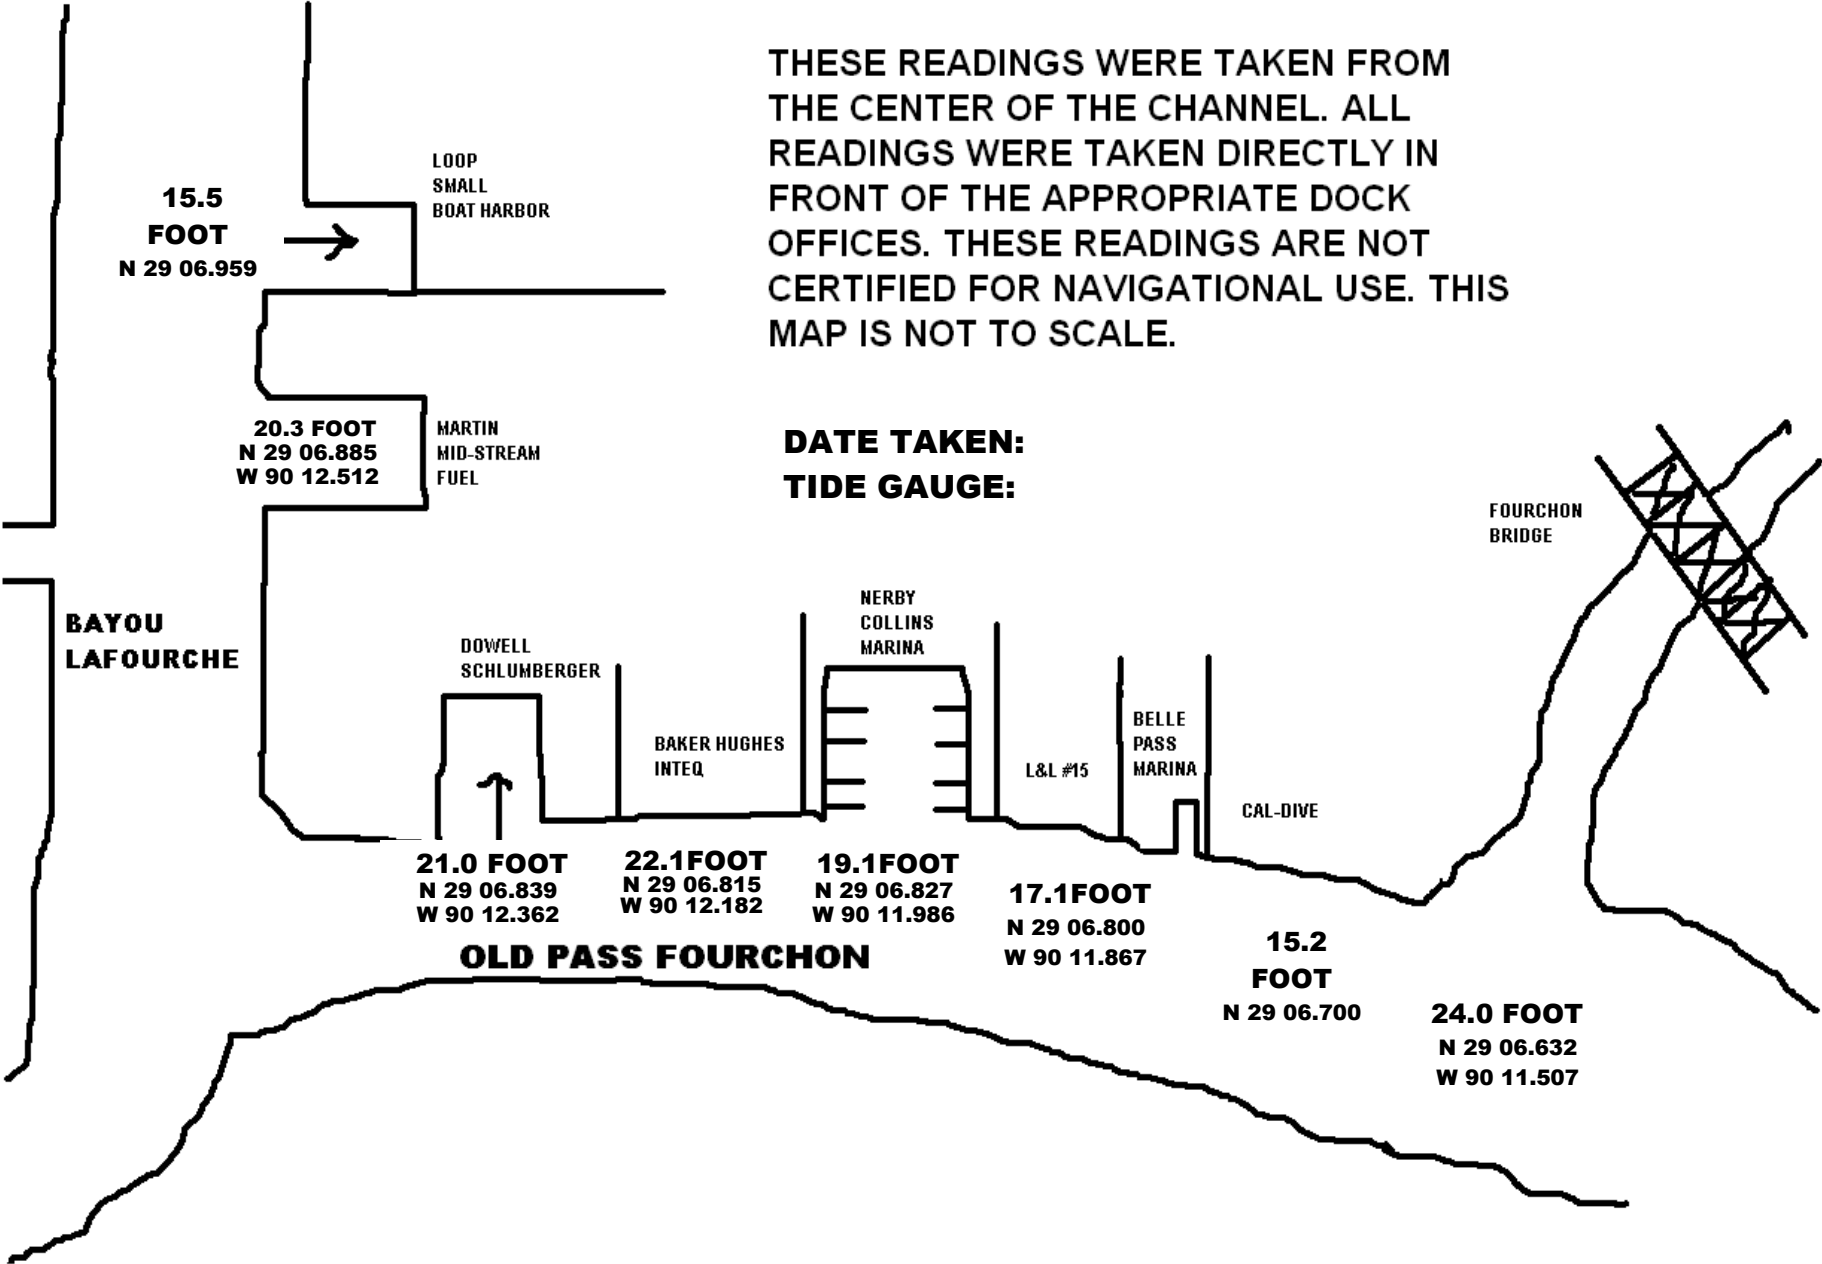 THESE READINGS WERE TAKEN FROM
THE CENTER OF THE CHANNEL. ALL
READINGS WERE TAKEN DIRECTLY IN
FRONT OF THE APPROPRIATE DOCK
OFFICES. THESE READINGS ARE NOT
CERTIFIED FOR NAVIGATIONAL USE. THIS
MAP IS NOT TO SCALE.
LOOP
SMALL
BOAT HARBOR
15.5
FOOT
N 29 06.959
20.3 FOOT
N 29 06.885
W 90 12.512
MARTIN
MID-STREAM
FUEL
DATE TAKEN:
TIDE GAUGE:
FOURCHON
BRIDGE
BAYOU
LAFOURCHE
DOWELL
SCHLUMBERGER
BAKER HUGHES
INTEQ
NERBY
COLLINS
MARINA
L&L #15
BELLE
PASS
MARINA
CAL-DIVE
21.0 FOOT
N 29 06.839
W 90 12.362
22.1FOOT
N 29 06.815
W 90 12.182
19.1FOOT
N 29 06.827
W 90 11.986
17.1FOOT
N 29 06.800
W 90 11.867
OLD PASS FOURCHON
15.2
FOOT
N 29 06.700
24.0 FOOT
N 29 06.632
W 90 11.507